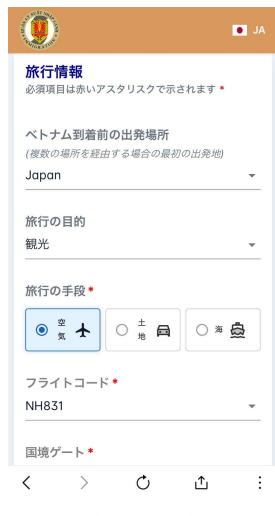 JA
旅行情報
必須項目は赤いアスタリスクで示されます *
ベトナム到着前の出発場所
(複数の場所を経由する場合の最初の出発地)
Japan
旅行の目的
観光
旅行の手段 *
空気
土地
海
フライトコード *
NH831
国境ゲート *